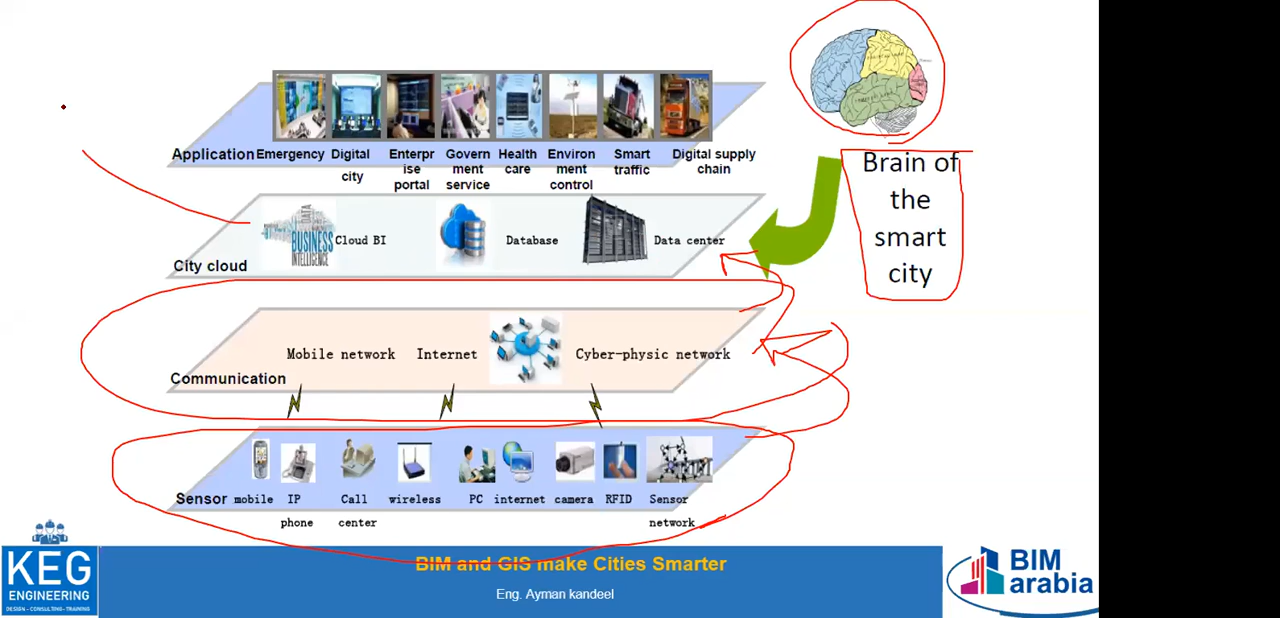 Brain of
the
smart
city
Application
Emergency
Digital
city
Enterpr
ise
portal
Govern
ment
service
Health
care
Environ
ment
control
Smart
traffic
Digital supply
chain
DATA
BUSINESS
INTELLIGENCE
Cloud BI
Database
Data center
City cloud
Mobile network
Internet
Cyber-physic network
Communication
Sensor
mobile
IP
phone
Call
center
wireless
PC
internet
camera
RFID
Sensor
network
KEG
ENGINEERING
DESIGN - CONSULTING - TRAINING
BIM and GIS make Cities Smarter
Eng. Ayman kandeel
BIM
arabia